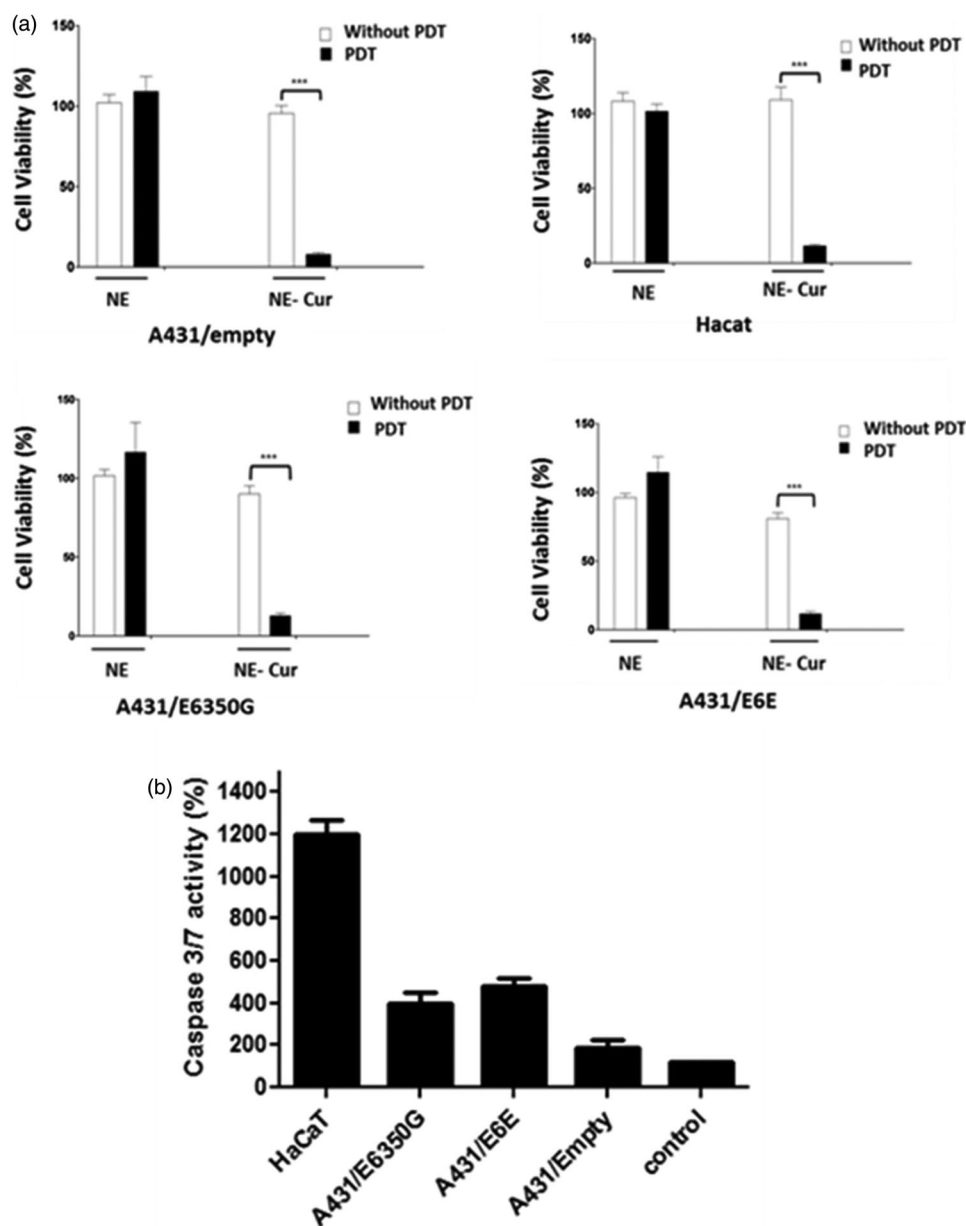 (a)
150
100
50
0
Cell Viability (%)
Without PDT
PDT
***
NE
NE- Cur
A431/empty
150
100
50
0
Cell Viability (%)
Without PDT
PDT
***
NE
NE- Cur
Hacat
150
100
50
0
Cell Viability (%)
Without PDT
PDT
***
NE
NE- Cur
A431/E6350G
150
100
50
0
Cell Viability (%)
Without PDT
PDT
***
NE
NE- Cur
A431/E6E
(b)
Caspase 3/7 activity (%)
1400
1200
1000
800
600
400
200
0
HaCaT
A431/E6350G
A431/E6E
A431/Empty
control